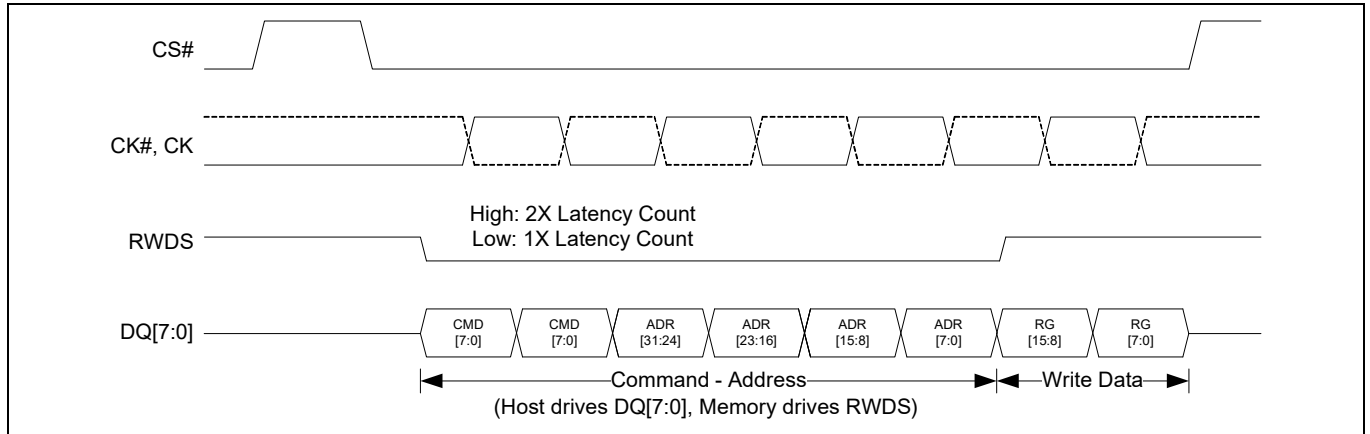 CS#
CK#, CK
High: 2X Latency Count
Low: 1X Latency Count
RWDS
DQ[7:0]
CMD
[7:0]
CMD
[7:0]
ADR
[31:24]
ADR
[23:16]
ADR
[15:8]
ADR
[7:0]
RG
[15:8]
RG
[7:0]
Command - Address
Write Data
(Host drives DQ[7:0], Memory drives RWDS)